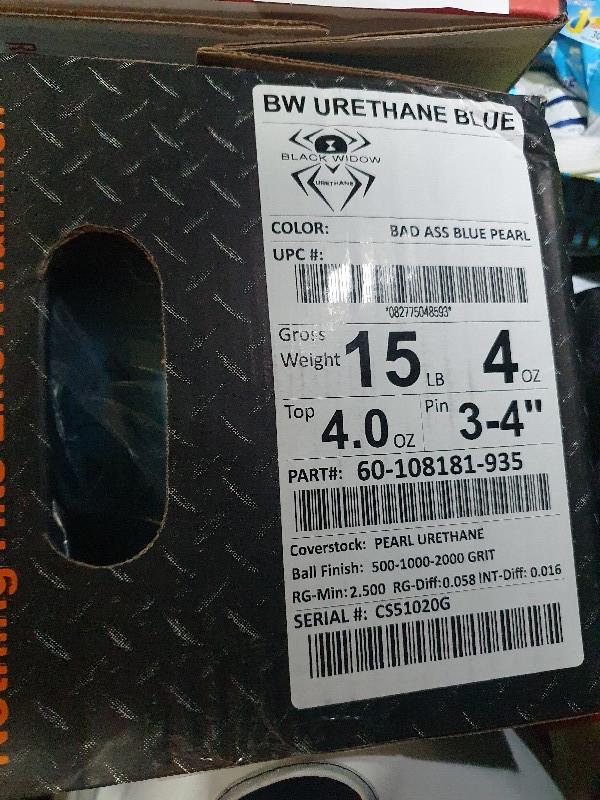 BW URETHANE BLUE
BLACK WIDOW
URETHANE
COLOR: BAD ASS BLUE PEARL
UPC #:
*082775048593*
Gross Weight 15 LB 4 OZ
Top 4.0 OZ Pin 3-4"
PART#: 60-108181-935
Coverstock: PEARL URETHANE
Ball Finish: 500-1000-2000 GRIT
RG-Min: 2.500 RG-Diff: 0.058 INT-Diff: 0.016
SERIAL #: CS51020G